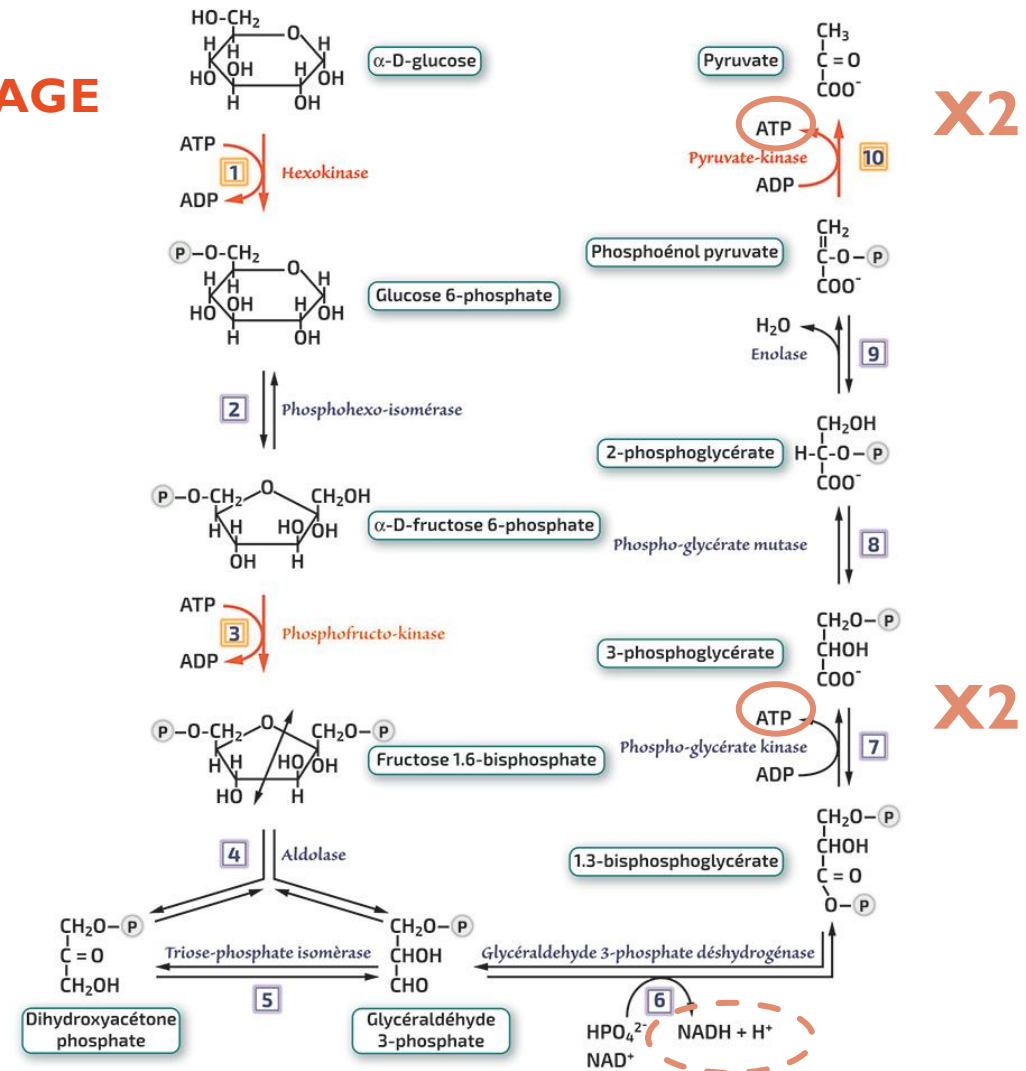 AGE
HO-CH₂
O
H
H
H
OH
H
HO
OH
H
OH
α-D-glucose
ATP
1
Hexokinase
ADP
P-O-CH₂
O
H
H
H
OH
H
HO
OH
H
OH
Glucose 6-phosphate
2
Phosphohexo-isomérase
P-O-CH₂
O
CH₂OH
H
H
HO
OH
OH
H
α-D-fructose 6-phosphate
ATP
3
Phosphofructo-kinase
ADP
P-O-CH₂
O
CH₂O-P
H
H
HO
OH
HO
H
Fructose 1.6-bisphosphate
4
Aldolase
CH₂O-P
C=O
CH₂OH
Dihydroxyacétone
phosphate
Triose-phosphate isomèrase
5
CH₂O-P
CHOH
CHO
Glycéraldéhyde
3-phosphate
Glycéraldehyde 3-phosphate déshydrogénase
6
HPO₄²⁻
NAD⁺
NADH + H⁺
CH₂O-P
CHOH
C=O
O-P
1.3-bisphosphoglycérate
ATP
Phospho-glycérate kinase
7
ADP
X2
CH₂O-P
CHOH
COO⁻
3-phosphoglycérate
Phospho-glycérate mutase
8
CH₂OH
H-C-O-P
COO⁻
2-phosphoglycérate
H₂O
Enolase
9
CH₂
C-O-P
COO⁻
Phosphoénol pyruvate
ATP
Pyruvate-kinase
10
ADP
X2
CH₃
C=O
COO⁻
Pyruvate